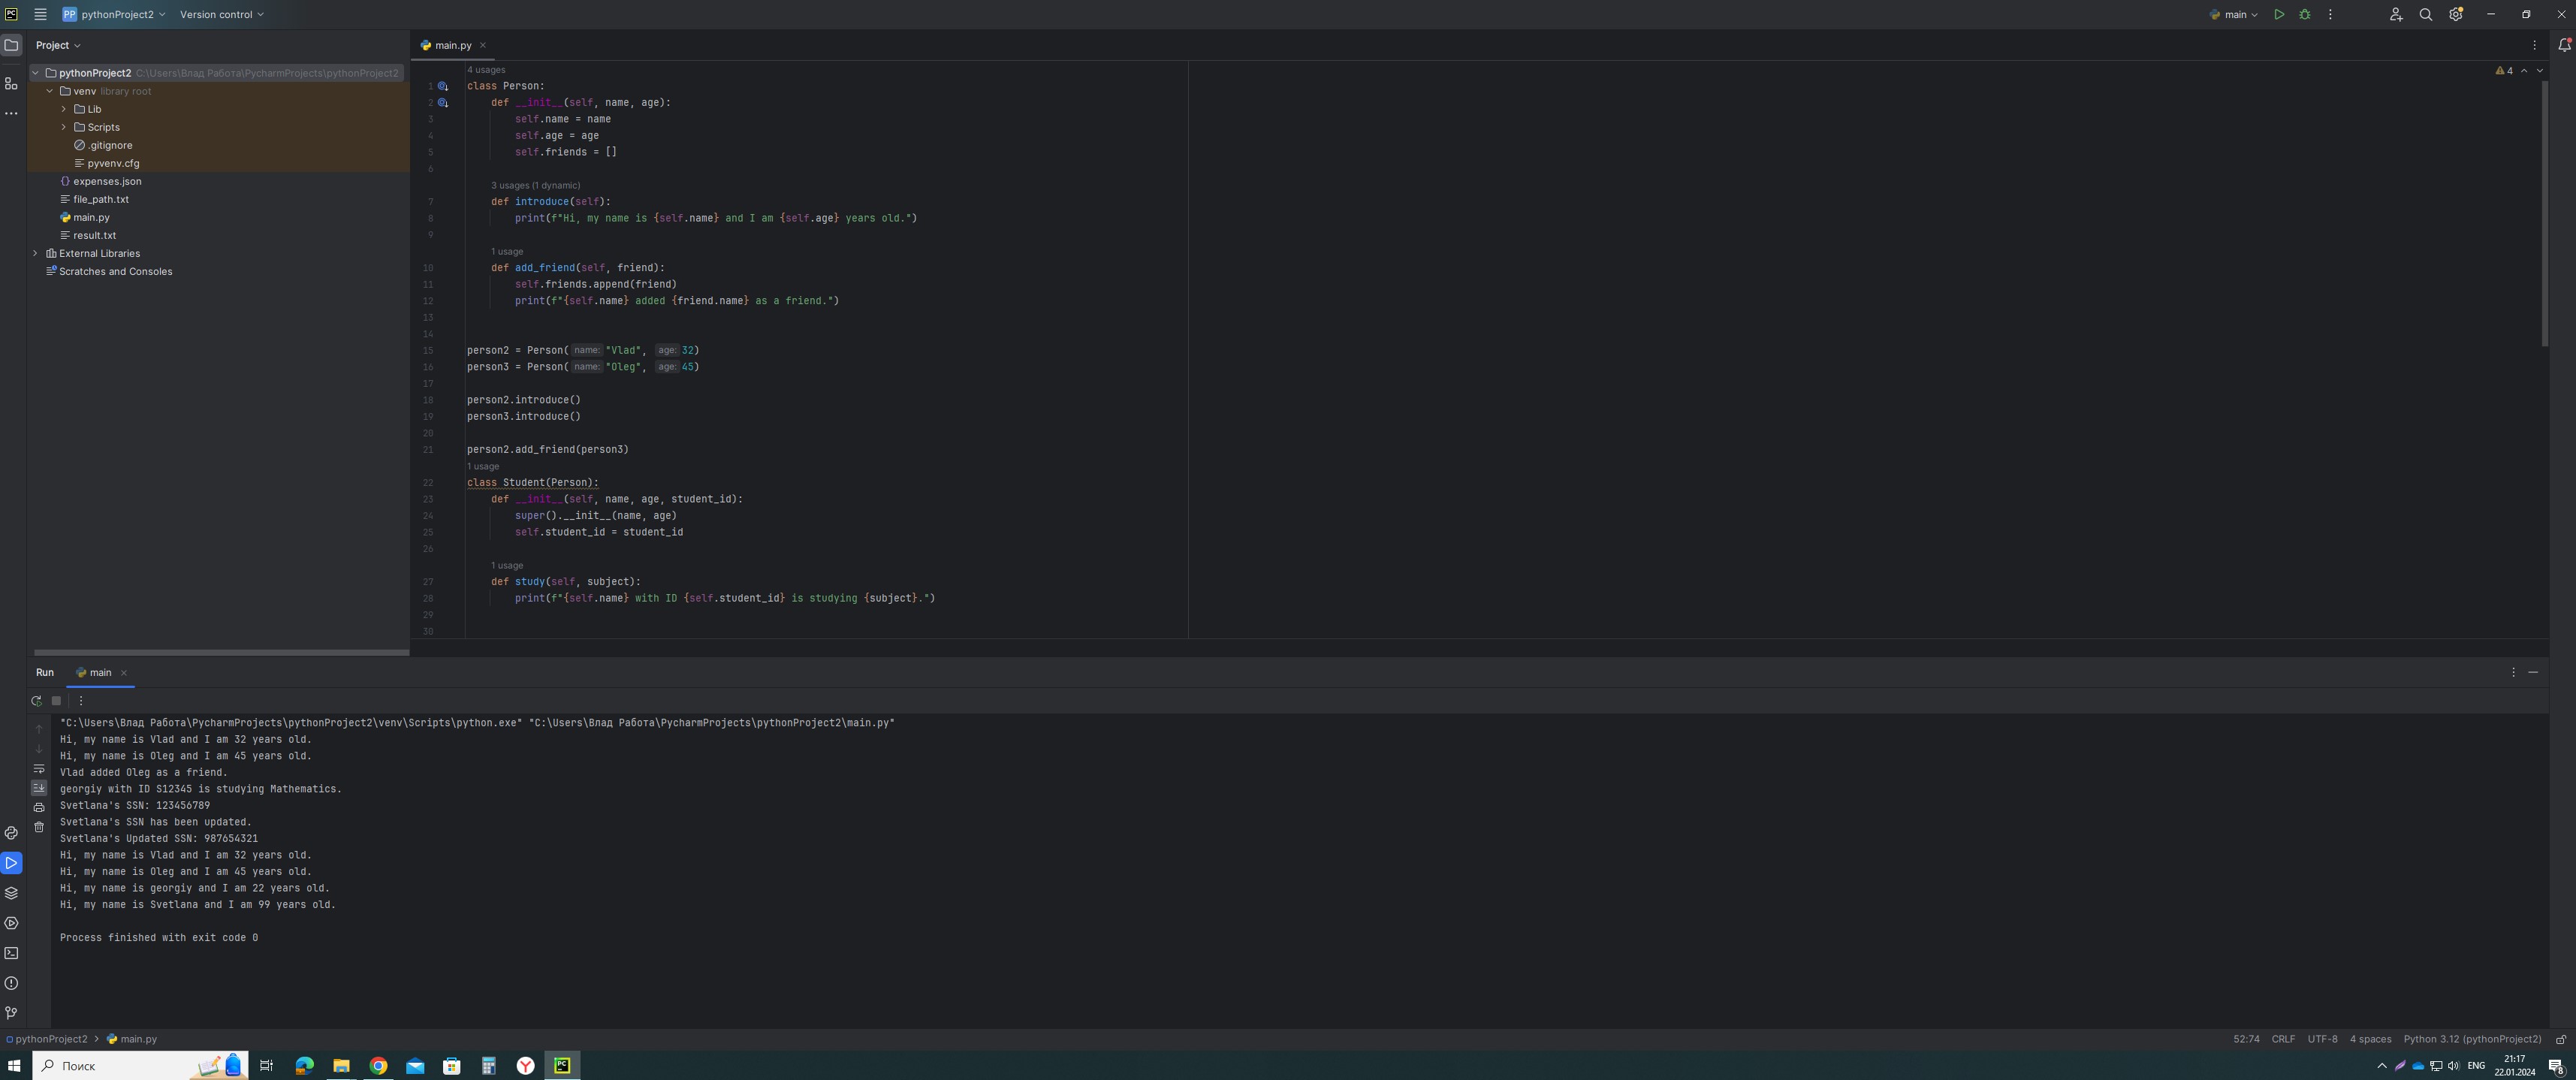 PC
PP pythonProject2 Version control main
Project
main.py
pythonProject2 C:\Users\Влад Работа\PycharmProjects\pythonProject2
venv library root
Lib
Scripts
.gitignore
pyvenv.cfg
expenses.json
file_path.txt
main.py
result.txt
External Libraries
Scratches and Consoles
4
4 usages
1 class Person:
2 def __init__(self, name, age):
3 self.name = name
4 self.age = age
5 self.friends = []
6
3 usages (1 dynamic)
7 def introduce(self):
8 print(f"Hi, my name is {self.name} and I am {self.age} years old.")
9
1 usage
10 def add_friend(self, friend):
11 self.friends.append(friend)
12 print(f"{self.name} added {friend.name} as a friend.")
13
14
15 person2 = Person( name: "Vlad", age: 32)
16 person3 = Person( name: "Oleg", age: 45)
17
18 person2.introduce()
19 person3.introduce()
20
21 person2.add_friend(person3)
1 usage
22 class Student(Person):
23 def __init__(self, name, age, student_id):
24 super().__init__(name, age)
25 self.student_id = student_id
26
1 usage
27 def study(self, subject):
28 print(f"{self.name} with ID {self.student_id} is studying {subject}.")
29
30
Run main
"C:\Users\Влад Работа\PycharmProjects\pythonProject2\venv\Scripts\python.exe" "C:\Users\Влад Работа\PycharmProjects\pythonProject2\main.py"
Hi, my name is Vlad and I am 32 years old.
Hi, my name is Oleg and I am 45 years old.
Vlad added Oleg as a friend.
georgiy with ID S12345 is studying Mathematics.
Svetlana's SSN: 123456789
Svetlana's SSN has been updated.
Svetlana's Updated SSN: 987654321
Hi, my name is Vlad and I am 32 years old.
Hi, my name is Oleg and I am 45 years old.
Hi, my name is georgiy and I am 22 years old.
Hi, my name is Svetlana and I am 99 years old.
Process finished with exit code 0
pythonProject2 main.py 52:74 CRLF UTF-8 4 spaces Python 3.12 (pythonProject2)
Поиск
PC
ENG
21:17
22.01.2024
8